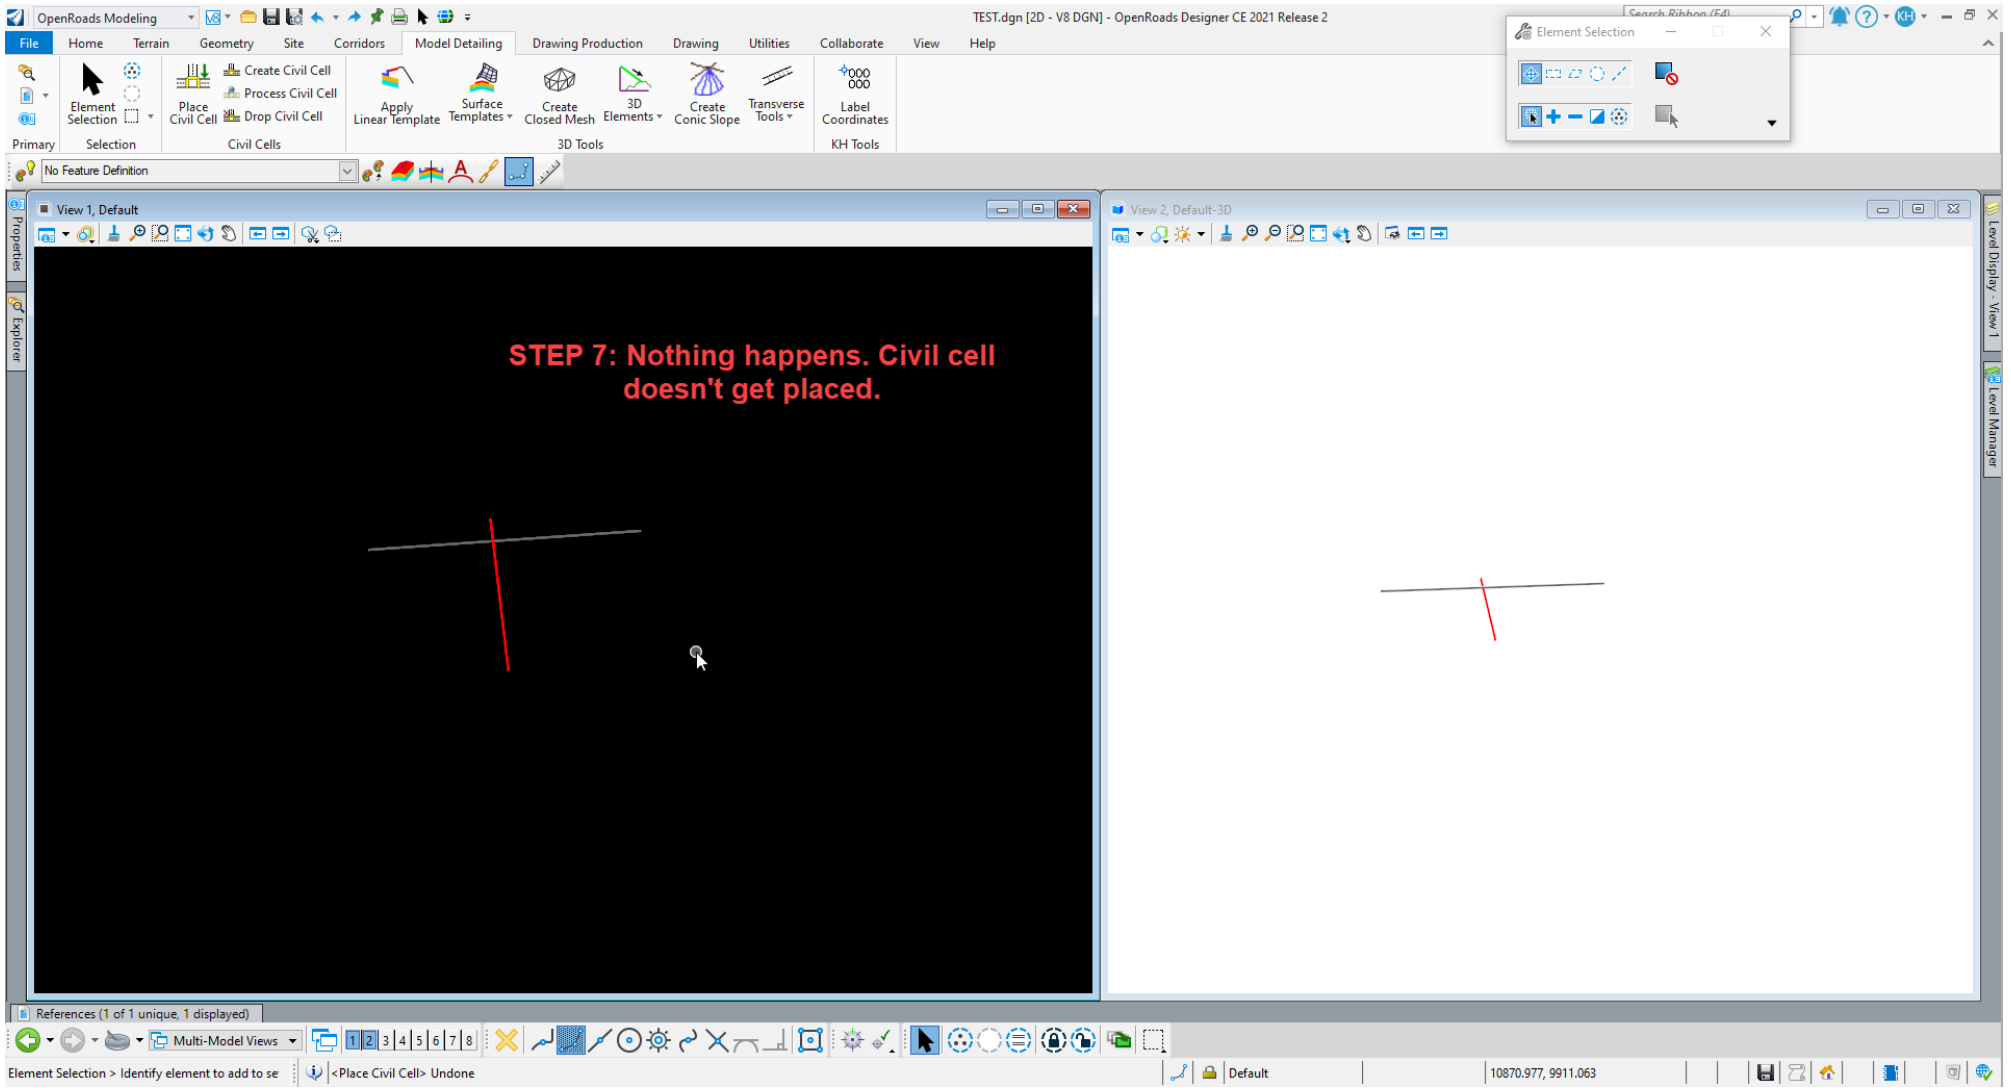 OpenRoads Modeling
TEST.dgn [2D - V8 DGN] - OpenRoads Designer CE 2021 Release 2
Search Ribbon (F4)
KH
File Home Terrain Geometry Site Corridors Model Detailing Drawing Production Drawing Utilities Collaborate View Help
Element Selection
Element
Selection
Place
Civil Cell
Create Civil Cell
Process Civil Cell
Drop Civil Cell
Apply
Linear Template
Surface
Templates
Create
Closed Mesh
3D
Elements
Create
Conic Slope
Transverse
Tools
Label
Coordinates
Primary Selection Civil Cells 3D Tools KH Tools
No Feature Definition
View 1, Default
View 2, Default-3D
Properties
Explorer
Level Display - View 1
Level Manager
STEP 7: Nothing happens. Civil cell
doesn't get placed.
References (1 of 1 unique, 1 displayed)
Multi-Model Views
1 2 3 4 5 6 7 8
Element Selection > Identify element to add to se
<Place Civil Cell> Undone
Default
10870.977, 9911.063